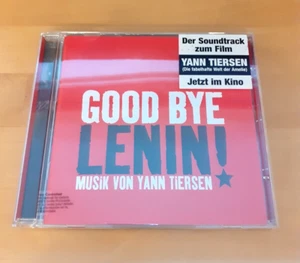 Der Soundtrack
zum Film
YANN TIERSEN
(Die fabelhafte Welt der Amelie)
Jetzt im Kino
GOOD BYE
LENIN!
MUSiK VON YANN TIERSEN